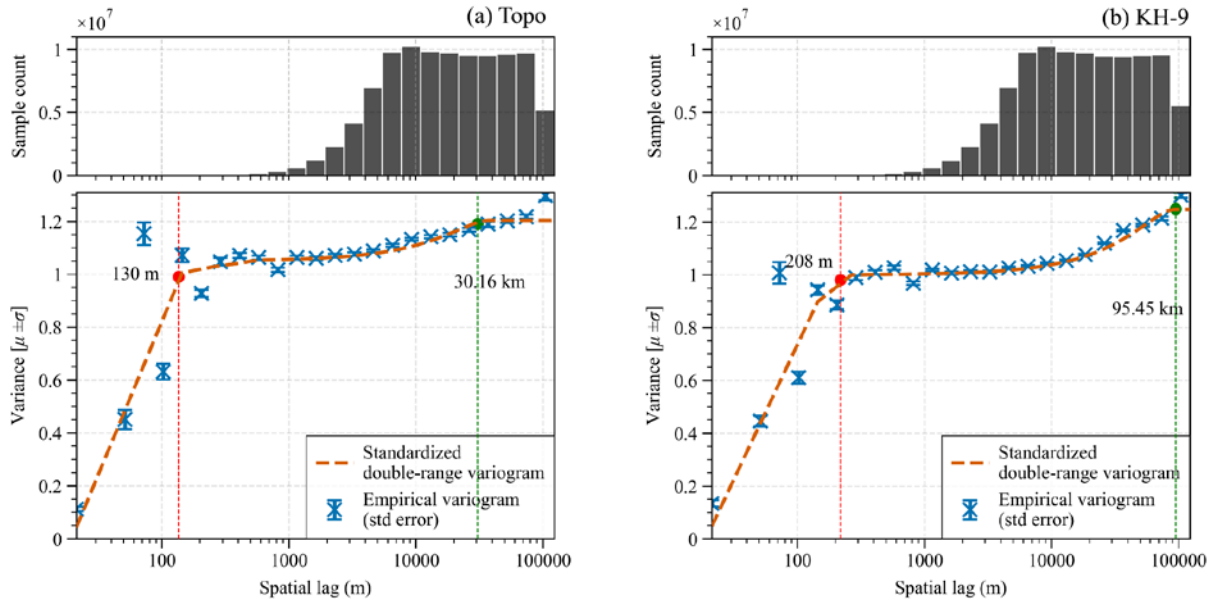 ×10⁷
(a) Topo
1
0.5
0
Sample count
1.2
1
0.8
0.6
0.4
0.2
0
Variance [μ ±σ]
130 m
30.16 km
Standardized
double-range variogram
Empirical variogram
(std error)
100
1000
10000
100000
Spatial lag (m)
×10⁷
(b) KH-9
1
0.5
0
Sample count
1.2
1
0.8
0.6
0.4
0.2
0
Variance [μ ±σ]
208 m
95.45 km
Standardized
double-range variogram
Empirical variogram
(std error)
100
1000
10000
100000
Spatial lag (m)